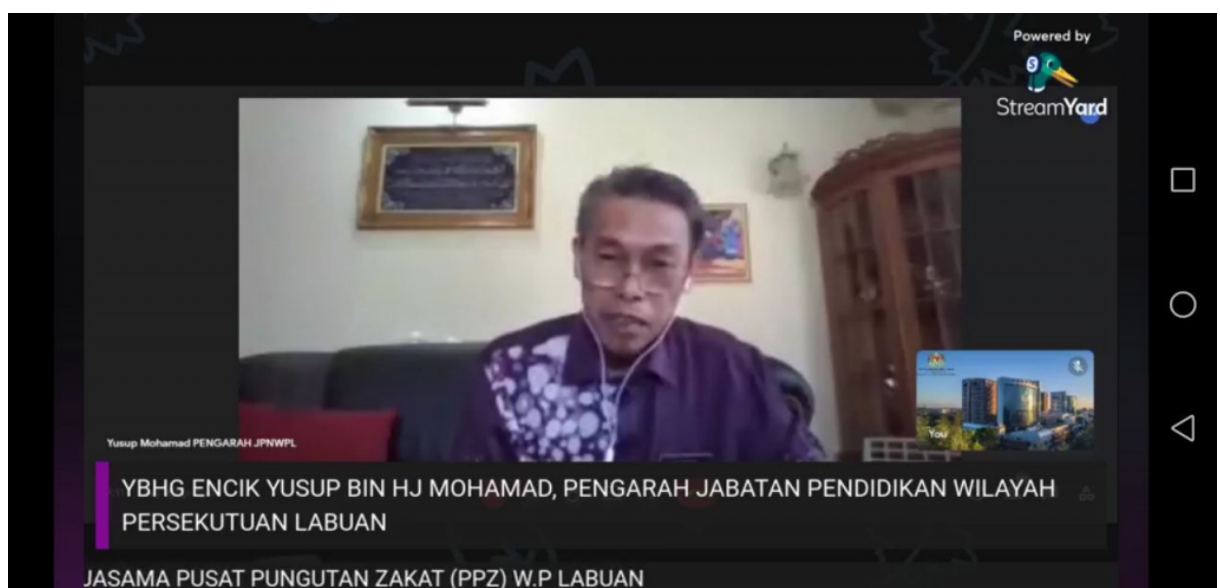 Powered by
StreamYard
You
Yusup Mohamad PENGARAH JPNWPL
YBHG ENCIK YUSUP BIN HJ MOHAMAD, PENGARAH JABATAN PENDIDIKAN WILAYAH
PERSEKUTUAN LABUAN
JASAMA PUSAT PUNGUTAN ZAKAT (PPZ) W.P LABUAN